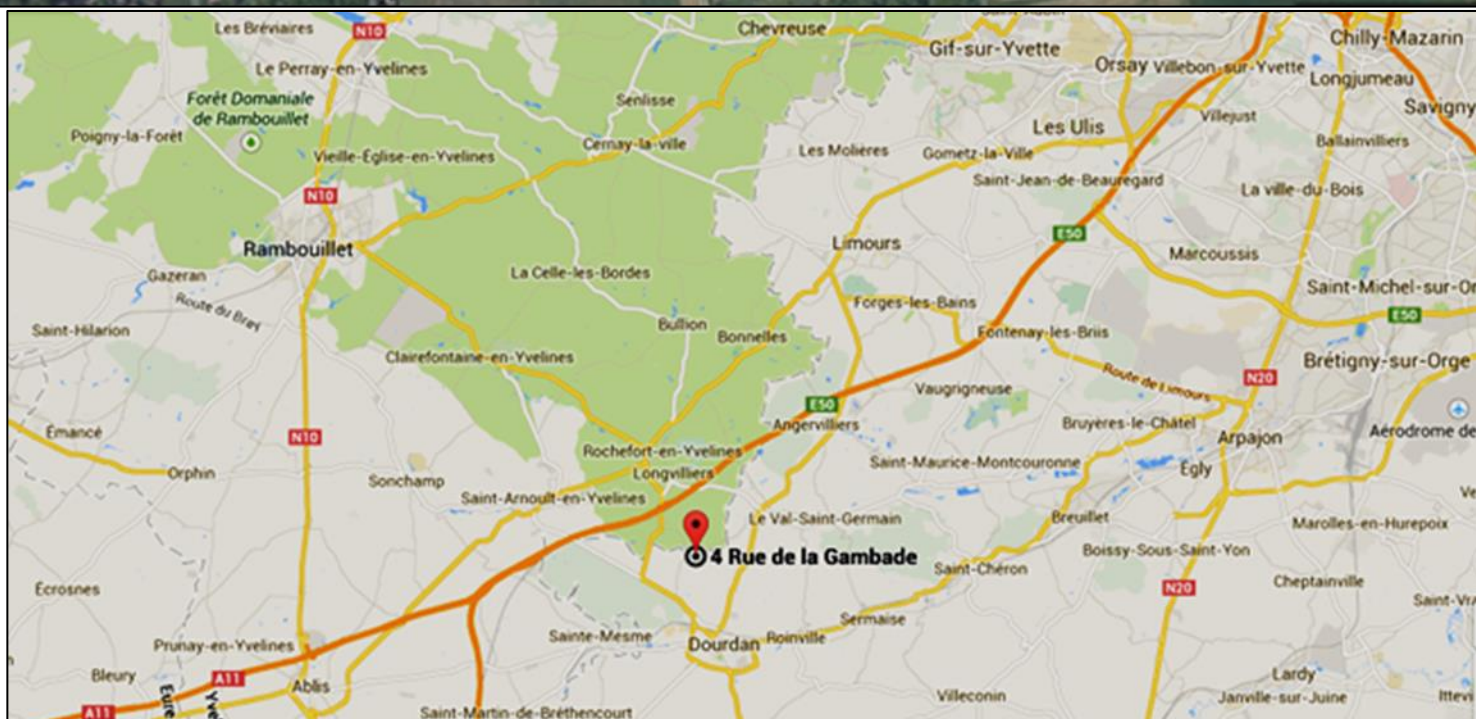 Les Bréviaires
N10
Chevreuse
Gif-sur-Yvette
Chilly-Mazarin
Le Perray-en-Yvelines
Orsay
Villebon-sur-Yvette
Longjumeau
Forêt Domaniale
de Rambouillet
Senlisse
Savigny
Poigny-la-Forêt
Cernay-la-ville
Les Ulis
Villejust
Ballainvilliers
Vieille-Église-en-Yvelines
Les Molières
Gometz-la-Ville
Saint-Jean-de-Beauregard
La ville-du-Bois
N10
Rambouillet
Limours
E50
Marcoussis
Gazeran
La Celle-les-Bordes
Saint-Michel-sur-Or
Route du Bray
Forges-les-Bains
E50
Saint-Hilarion
Bullion
Bonnelles
Fontenay-les-Briis
Clairefontaine-en-Yvelines
Brétigny-sur-Orge
Route de Limours
N20
Vaugrigneuse
E50
Angervilliers
Bruyères-le-Châtel
Émancé
N10
Arpajon
Aérodrome de
Rochefort-en-Yvelines
Orphin
Longvilliers
Saint-Maurice-Montcouronne
Égly
Sonchamp
Saint-Arnoult-en-Yvelines
Ve
Le Val-Saint-Germain
Breuillet
Marolles-en-Hurepoix
4 Rue de la Gambade
Boissy-Sous-Saint-Yon
Saint-Chéron
Écrosnes
N20
Cheptainville
Saint-Vra
Sermaise
Prunay-en-Yvelines
Sainte-Mesme
Dourdan
Roinville
Bleury
A11
Ablis
Lardy
Eure
Yve
Villeconin
Janville-sur-Juine
Ittevi
A11
Saint-Martin-de-Bréthencourt